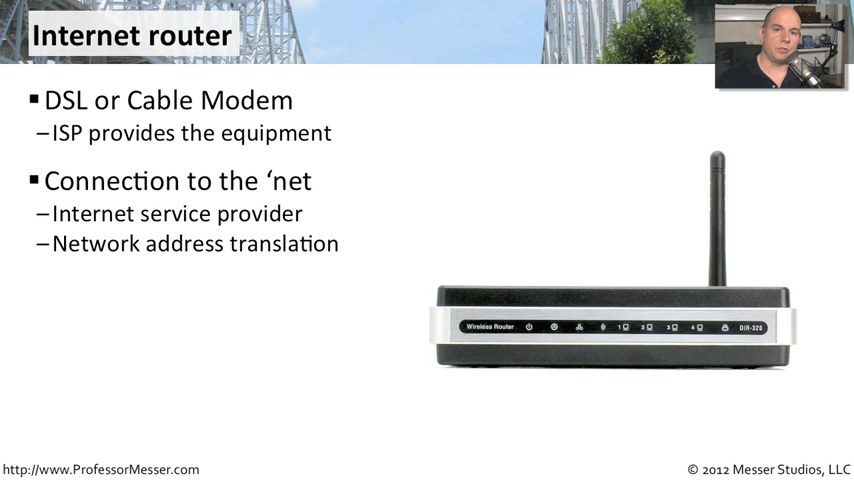 Internet router
▪ DSL or Cable Modem
–ISP provides the equipment
▪ Connection to the ‘net
–Internet service provider
–Network address translation
Wireless Router 1 2 3 4 DIR-320
http://www.ProfessorMesser.com
© 2012 Messer Studios, LLC